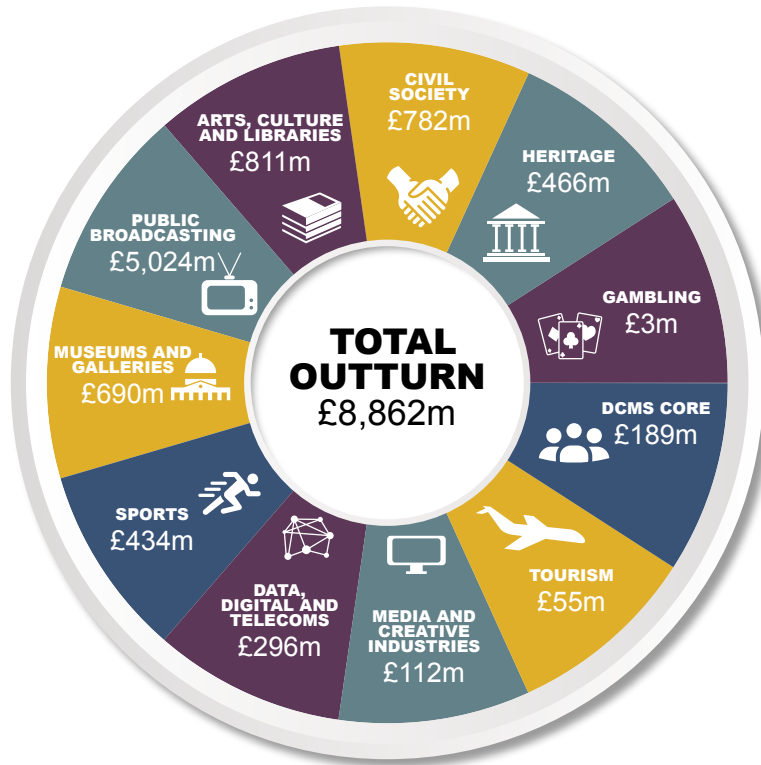 CIVIL
SOCIETY
£782m
HERITAGE
£466m
GAMBLING
£3m
DCMS CORE
£189m
TOURISM
£55m
MEDIA AND
CREATIVE
INDUSTRIES
£112m
DATA,
DIGITAL AND
TELECOMS
£296m
SPORTS
£434m
MUSEUMS AND
GALLERIES
£690m
PUBLIC
BROADCASTING
£5,024m
ARTS, CULTURE
AND LIBRARIES
£811m
TOTAL
OUTTURN
£8,862m